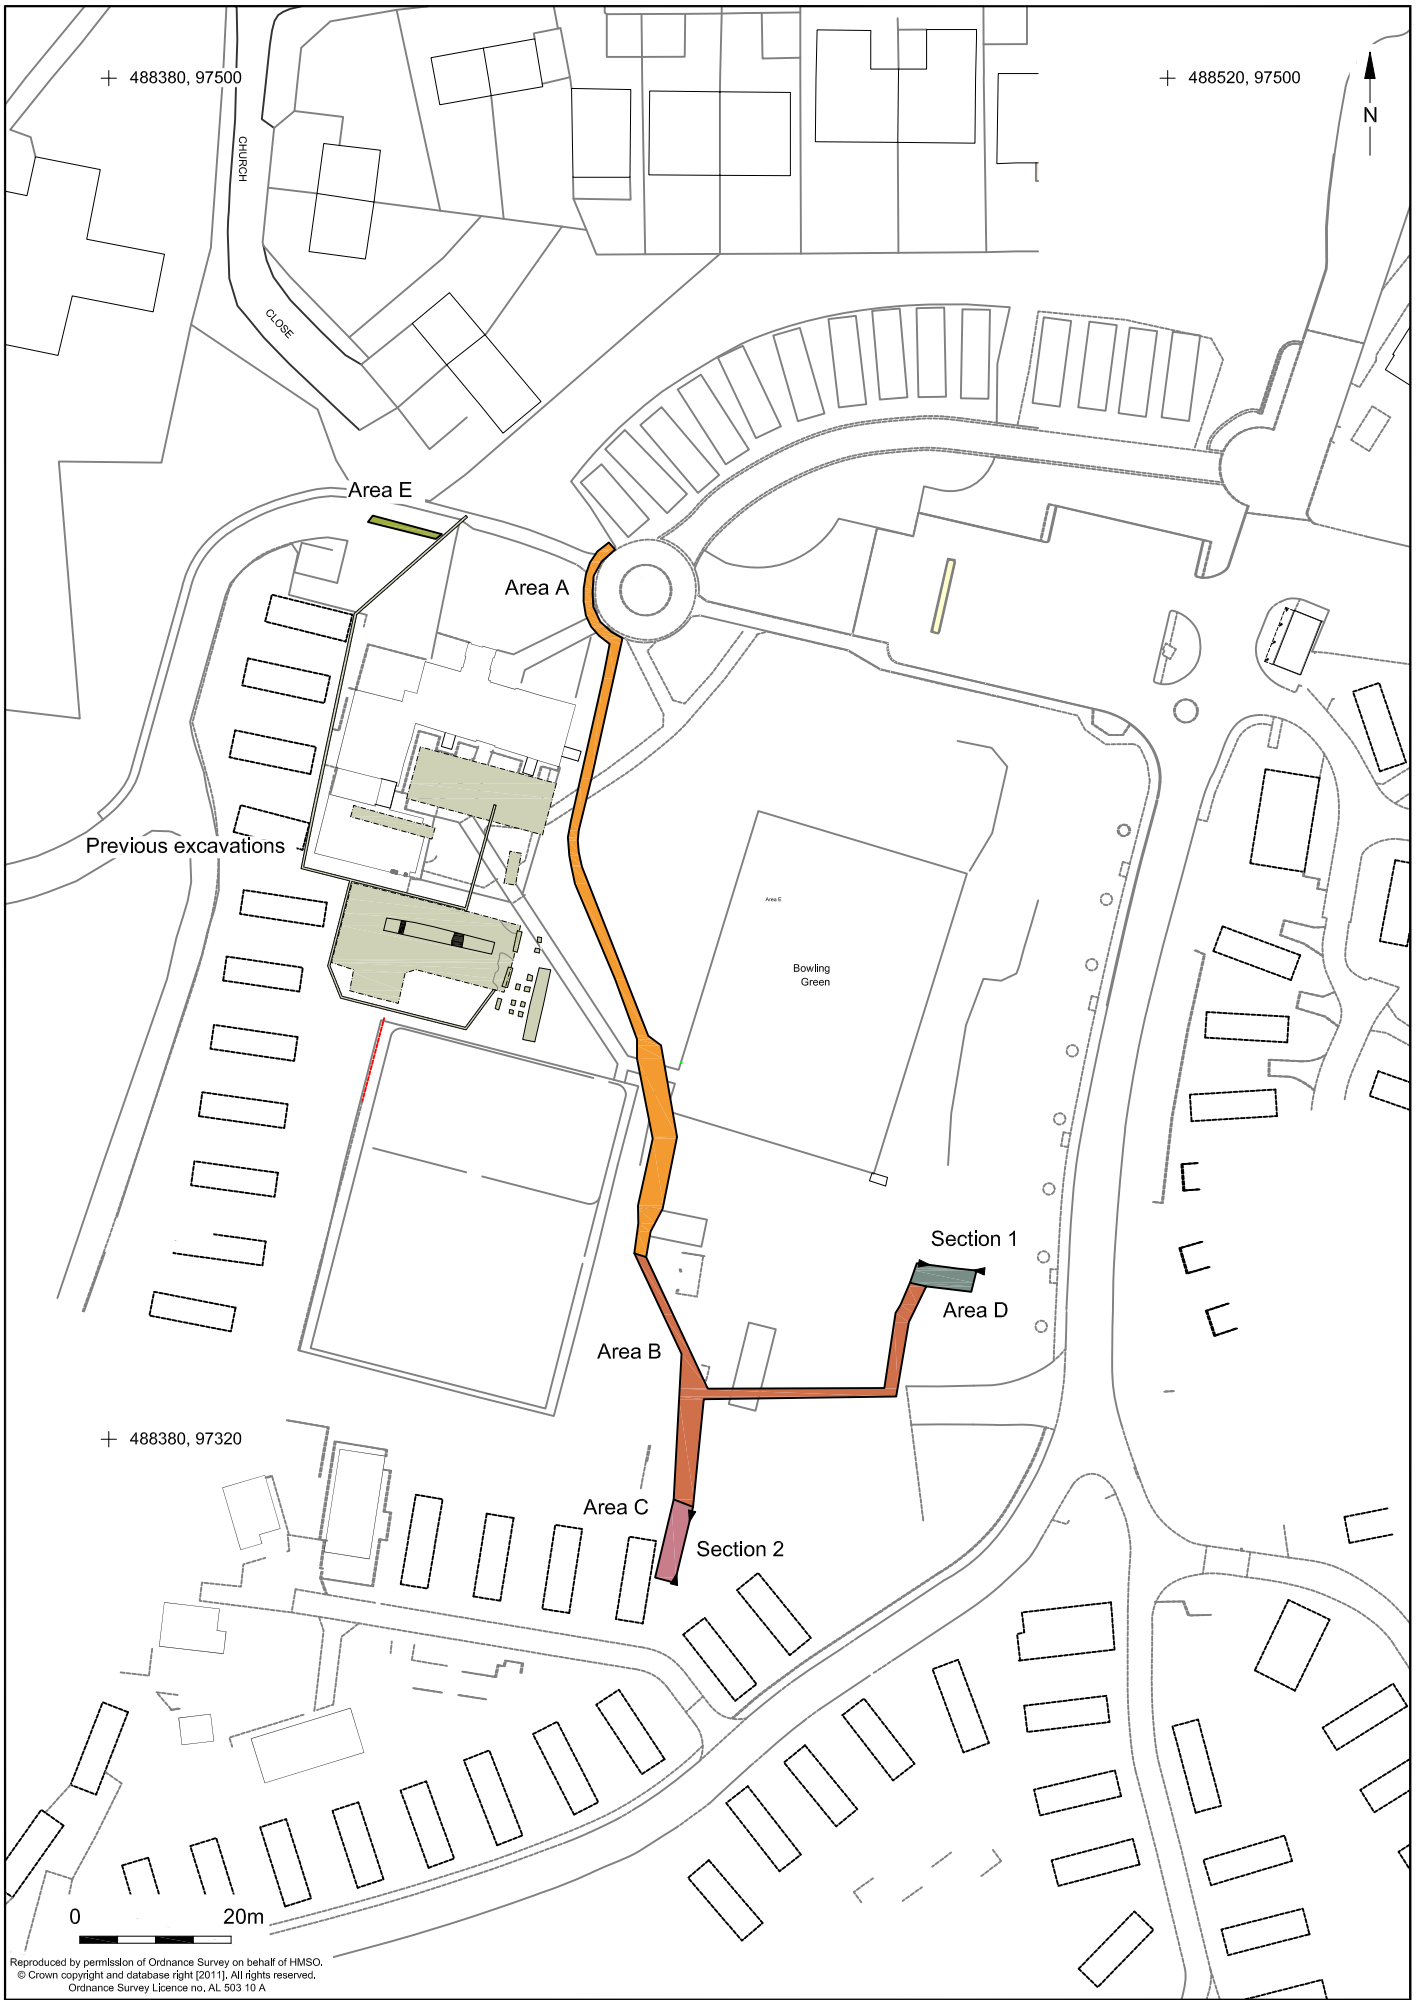 488380, 97500
488520, 97500
N
CHURCH
CLOSE
Area E
Area A
Previous excavations
Area E
Bowling
Green
Section 1
Area D
Area B
488380, 97320
Area C
Section 2
0 20m
Reproduced by permission of Ordnance Survey on behalf of HMSO.
© Crown copyright and database right [2011]. All rights reserved.
Ordnance Survey Licence no. AL 503 10 A